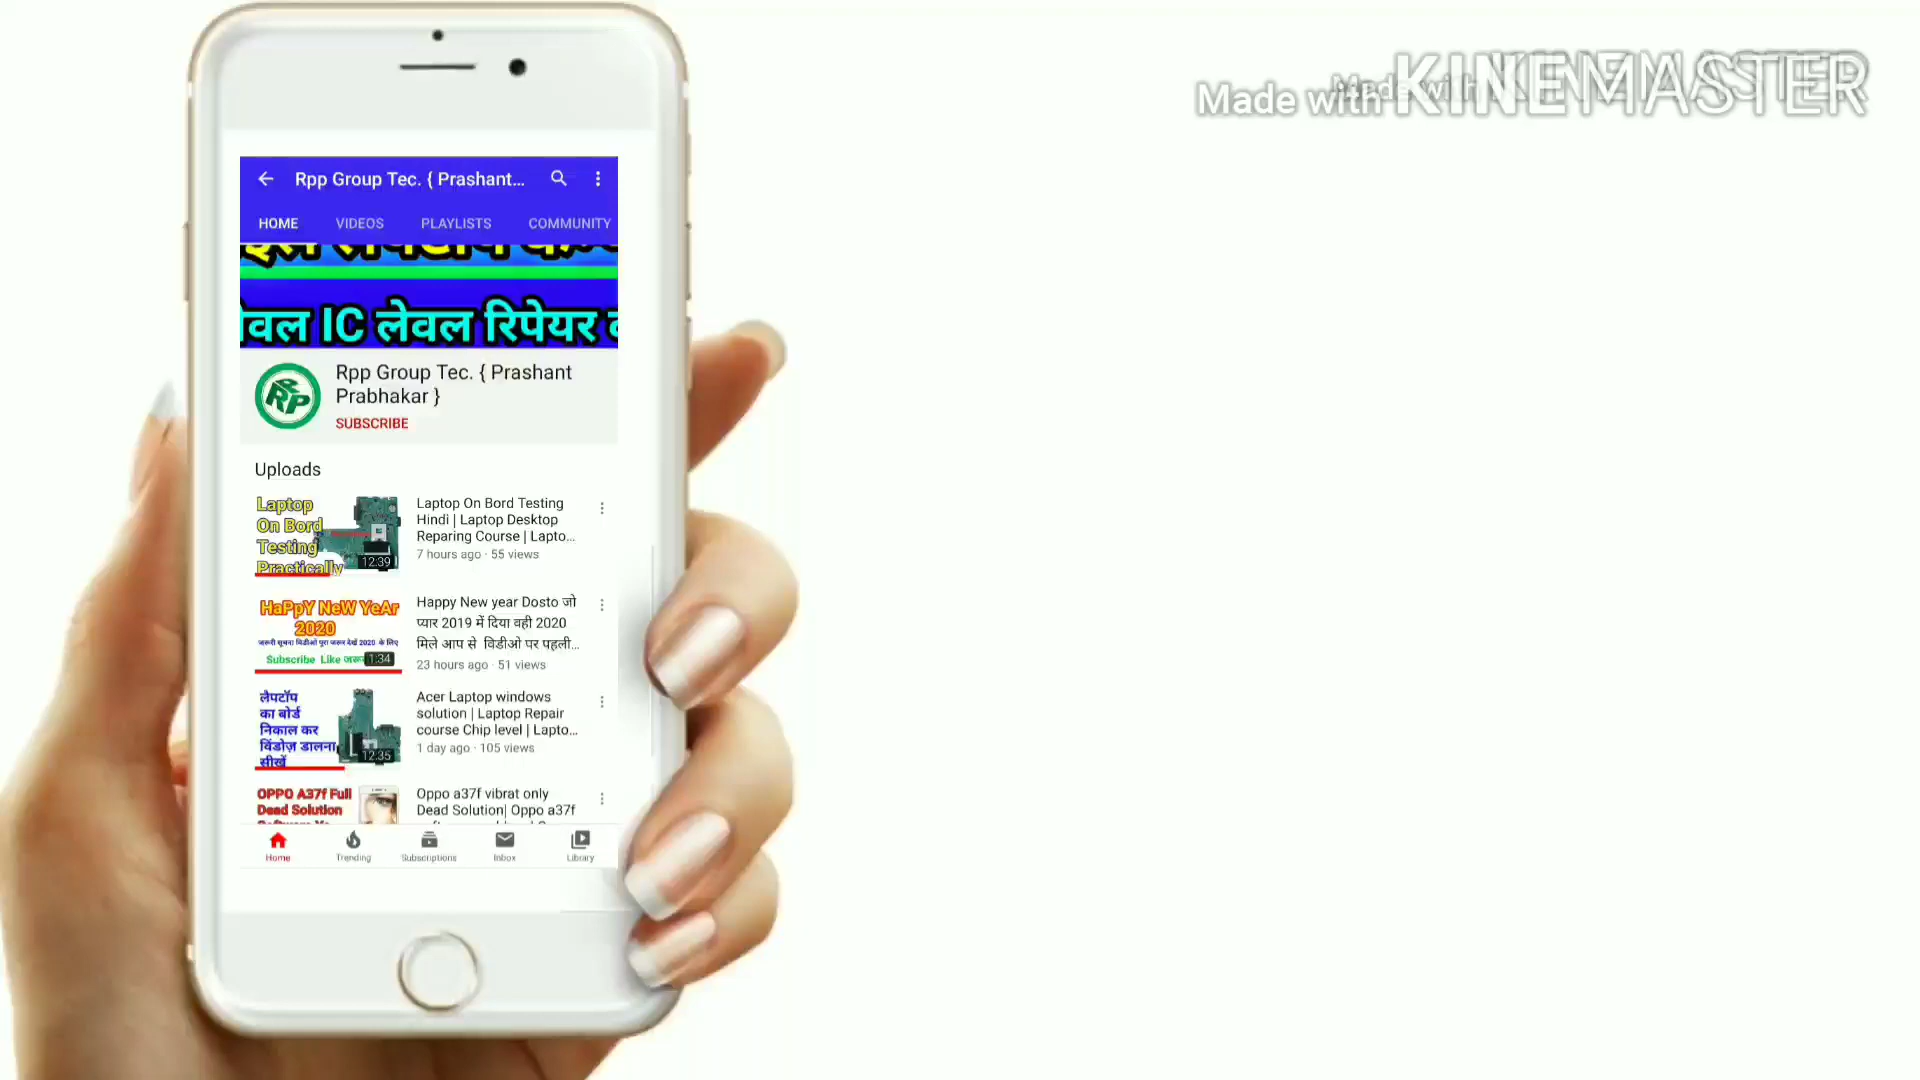 Made with KINEMASTER
Rpp Group Tec. { Prashant...
HOME VIDEOS PLAYLISTS COMMUNITY
IC लेवल रिपेयर
Rpp Group Tec. { Prashant
Prabhakar }
SUBSCRIBE
Uploads
Laptop
On Bord
Testing
Practically
12:39
Laptop On Bord Testing
Hindi | Laptop Desktop
Reparing Course | Lapto...
7 hours ago · 55 views
HaPpY NeW YeAr
2020
जरूरी सूचना विडीओ पुरा जरूर देखें 2020 के लिए
Subscribe Like
1:34
Happy New year Dosto जो
प्यार 2019 में दिया वही 2020
मिले आप से विडीओ पर पहली...
23 hours ago · 51 views
लैपटॉप
का बोर्ड
निकाल कर
विंडोज़ डालना
सीखें
12:35
Acer Laptop windows
solution | Laptop Repair
course Chip level | Lapto...
1 day ago · 105 views
OPPO A37f Full
Dead Solution
Oppo a37f vibrat only
Dead Solution| Oppo a37f
Home Trending Subscriptions Inbox Library